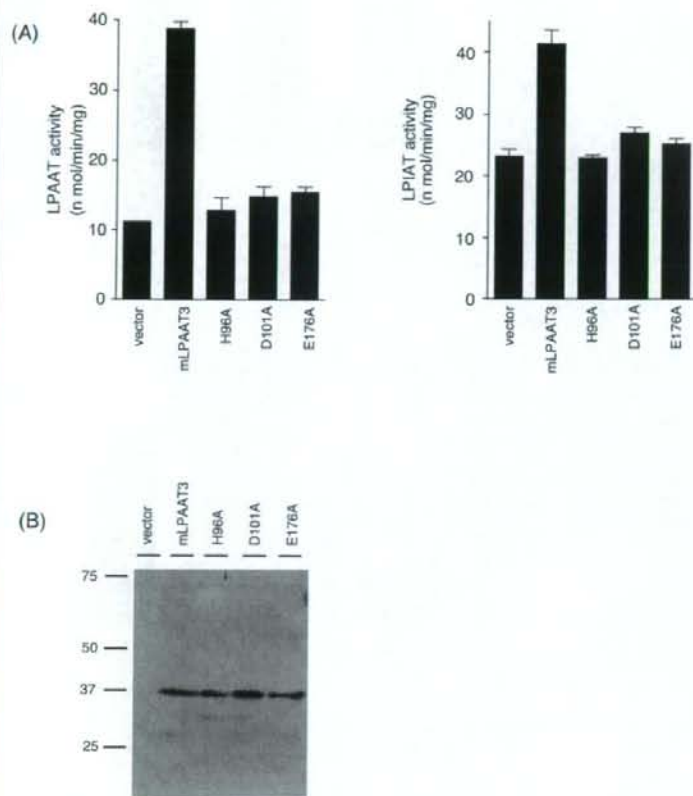 (A)
LPAAT activity
(n mol/min/mg)
40
30
20
10
0
vector
mLPAAT3
H96A
D101A
E176A
LPIAT activity
(n mol/min/mg)
40
30
20
10
0
vector
mLPAAT3
H96A
D101A
E176A
(B)
vector
mLPAAT3
H96A
D101A
E176A
75
50
37
25